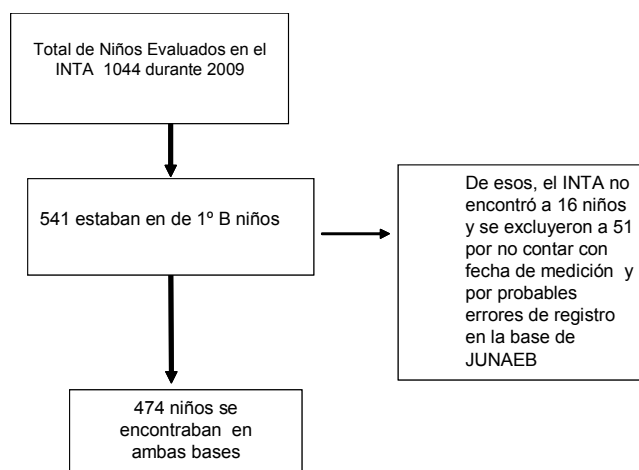 Total de Niños Evaluados en el
INTA 1044 durante 2009
541 estaban en de 1º B niños
De esos, el INTA no
encontró a 16 niños
y se excluyeron a 51
por no contar con
fecha de medición y
por probables
errores de registro
en la base de
JUNAEB
474 niños se
encontraban en
ambas bases